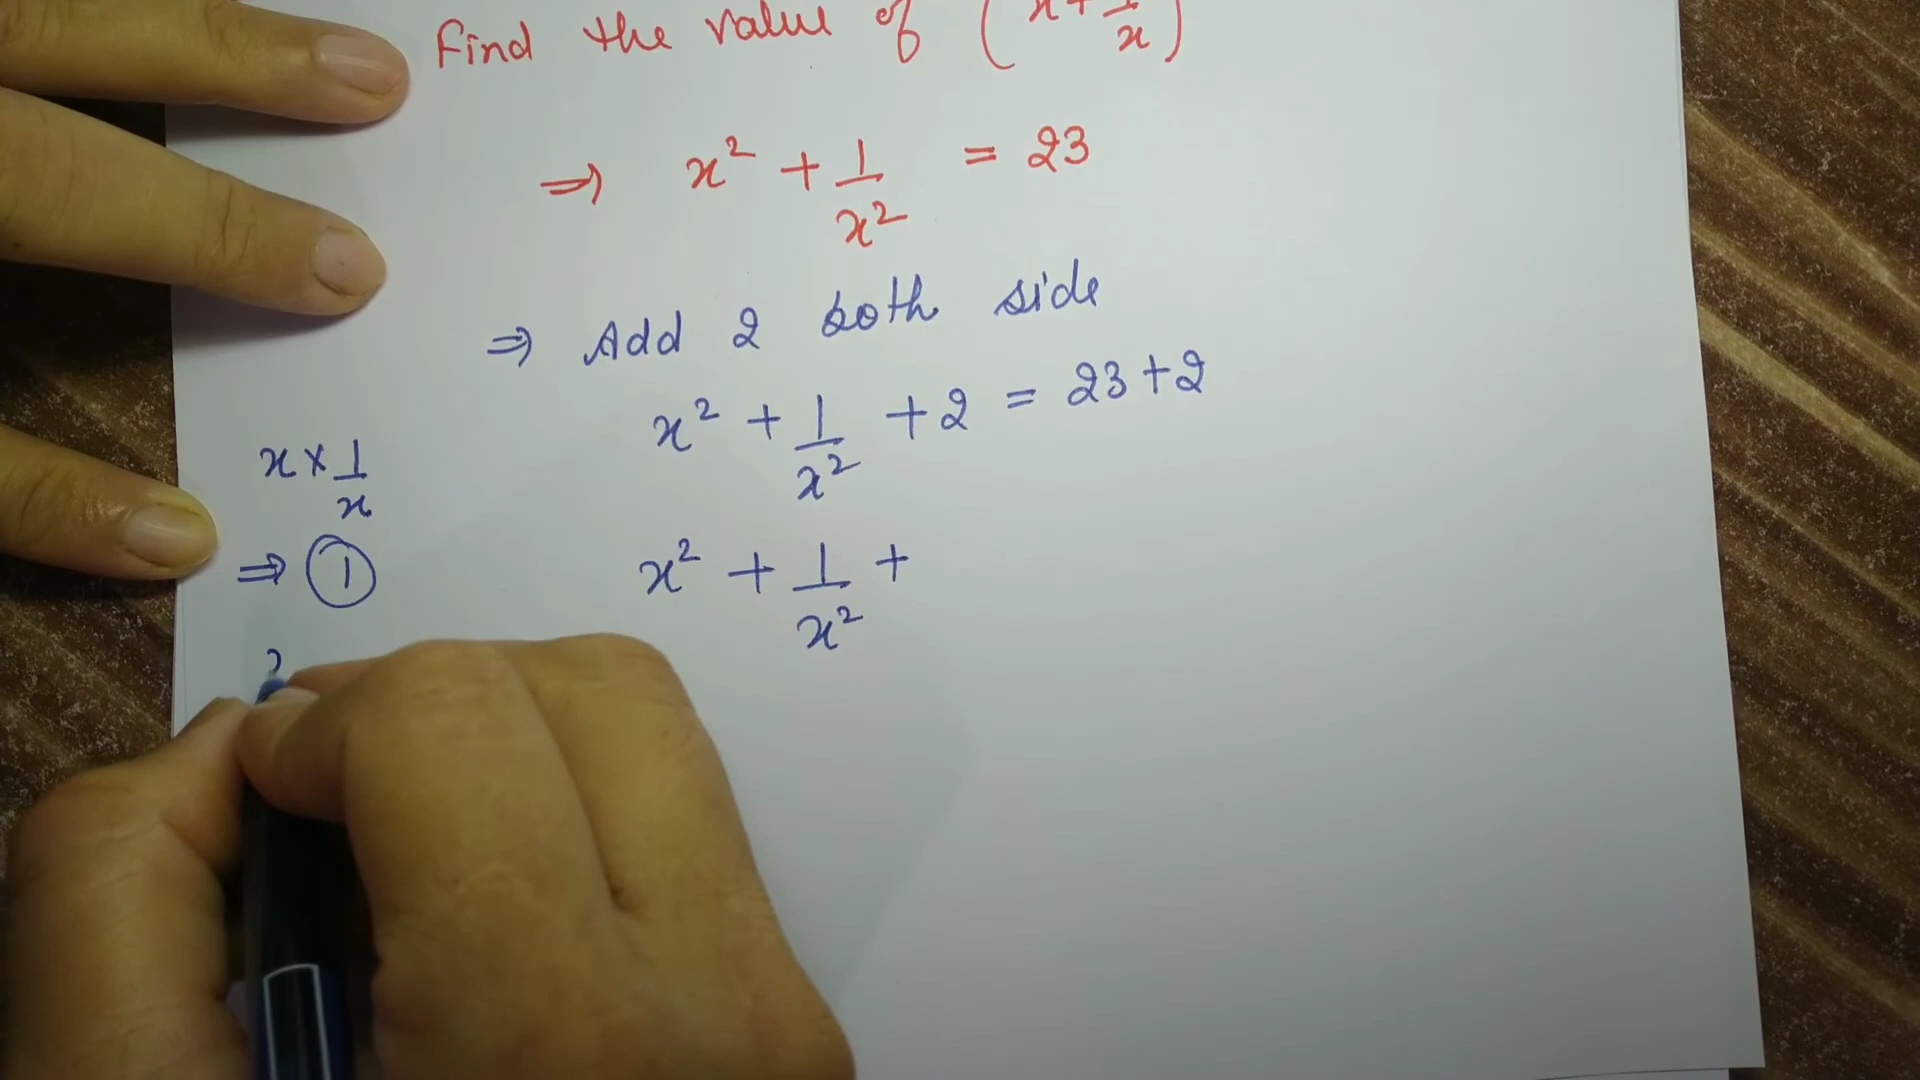 Find the value of (x + 1/x)
⇒ x² + 1/x² = 23
⇒ Add 2 both side
x² + 1/x² + 2 = 23 + 2
x × 1/x
⇒ 1
x² + 1/x² +